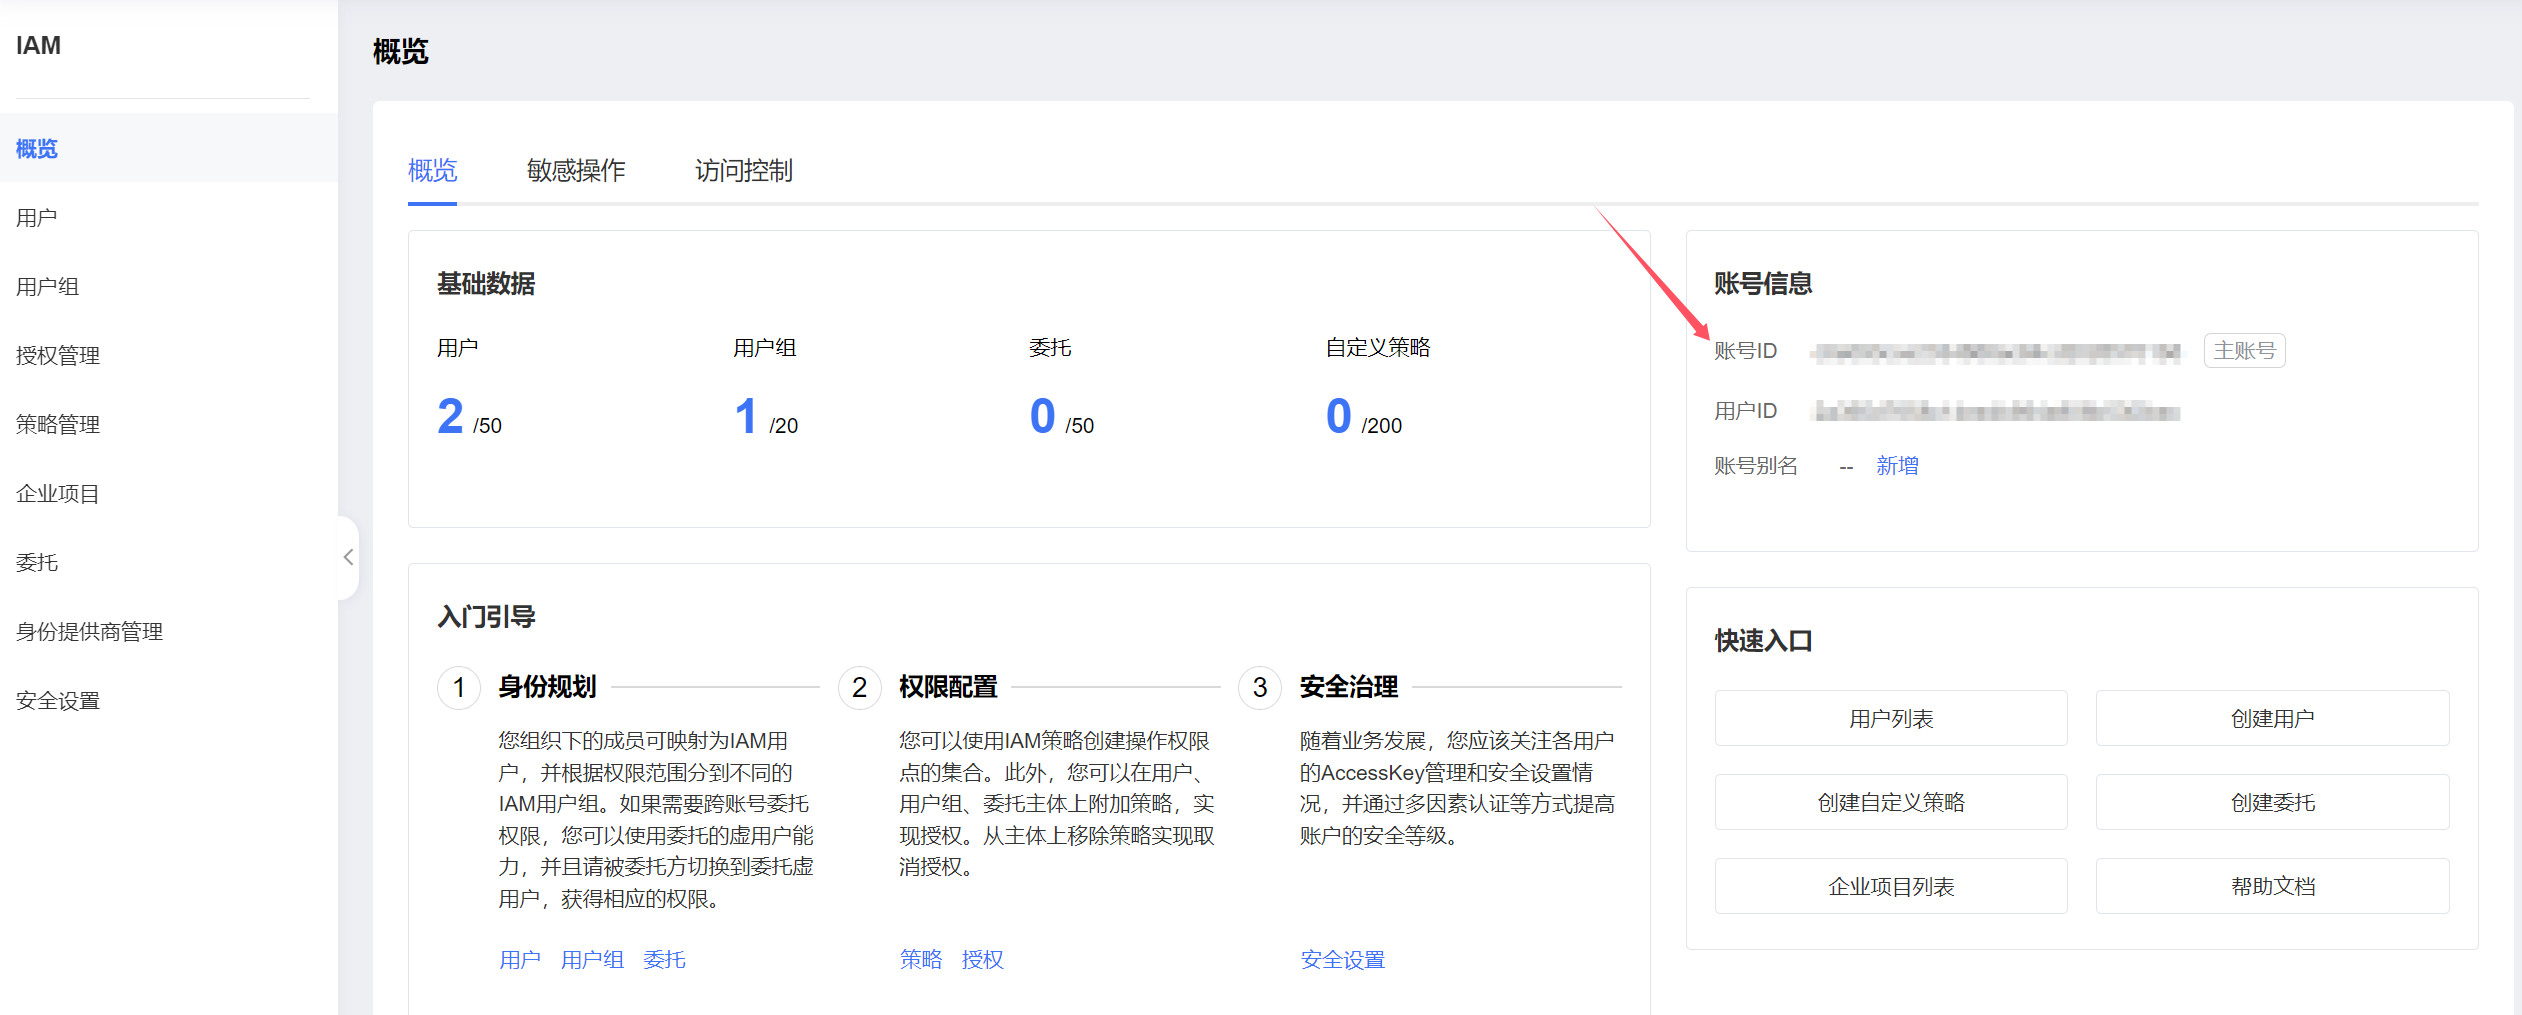 IAM
概览
用户
用户组
授权管理
策略管理
企业项目
委托
身份提供商管理
安全设置
概览
概览 敏感操作 访问控制
基础数据
用户 用户组 委托 自定义策略
2 /50 1 /20 0 /50 0 /200
账号信息
账号ID 主账号
用户ID
账号别名 -- 新增
入门引导
1 身份规划
您组织下的成员可映射为IAM用
户，并根据权限范围分到不同的
IAM用户组。如果需要跨账号委托
权限，您可以使用委托的虚用户能
力，并且请被委托方切换到委托虚
用户，获得相应的权限。
用户 用户组 委托
2 权限配置
您可以使用IAM策略创建操作权限
点的集合。此外，您可以在用户、
用户组、委托主体上附加策略，实
现授权。从主体上移除策略实现取
消授权。
策略 授权
3 安全治理
随着业务发展，您应该关注各用户
的AccessKey管理和安全设置情
况，并通过多因素认证等方式提高
账户的安全等级。
安全设置
快速入口
用户列表 创建用户
创建自定义策略 创建委托
企业项目列表 帮助文档